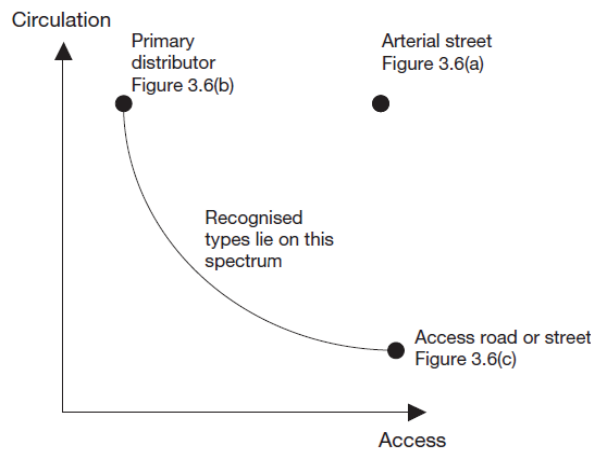 Circulation
Primary
distributor
Figure 3.6(b)
Arterial street
Figure 3.6(a)
Recognised
types lie on this
spectrum
Access road or street
Figure 3.6(c)
Access